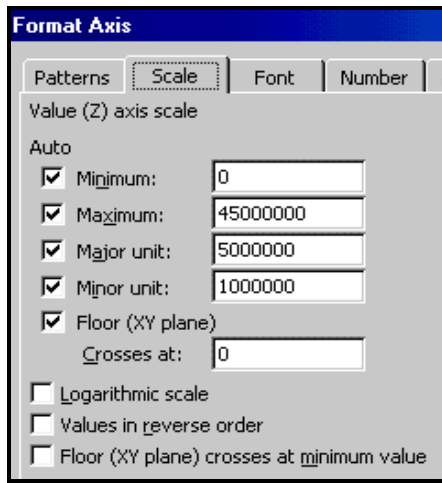 Format Axis
Patterns Scale Font Number
Value (Z) axis scale
Auto
Minimum: 0
Maximum: 45000000
Major unit: 5000000
Minor unit: 1000000
Floor (XY plane)
Crosses at: 0
Logarithmic scale
Values in reverse order
Floor (XY plane) crosses at minimum value